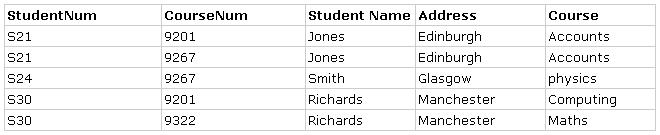 StudentNum CourseNum Student Name Address Course
S21 9201 Jones Edinburgh Accounts
S21 9267 Jones Edinburgh Accounts
S24 9267 Smith Glasgow physics
S30 9201 Richards Manchester Computing
S30 9322 Richards Manchester Maths